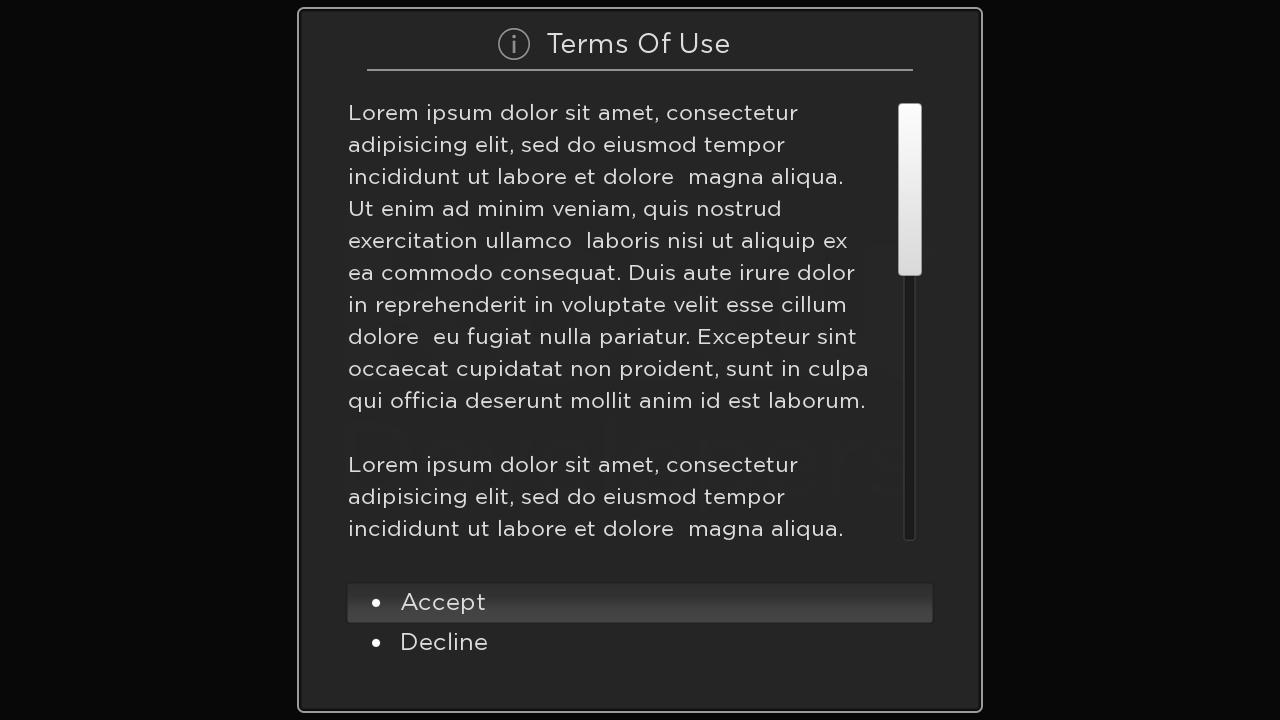 Terms Of Use
Lorem ipsum dolor sit amet, consectetur
adipisicing elit, sed do eiusmod tempor
incididunt ut labore et dolore  magna aliqua.
Ut enim ad minim veniam, quis nostrud
exercitation ullamco  laboris nisi ut aliquip ex
ea commodo consequat. Duis aute irure dolor
in reprehenderit in voluptate velit esse cillum
dolore  eu fugiat nulla pariatur. Excepteur sint
occaecat cupidatat non proident, sunt in culpa
qui officia deserunt mollit anim id est laborum.

Lorem ipsum dolor sit amet, consectetur
adipisicing elit, sed do eiusmod tempor
incididunt ut labore et dolore  magna aliqua.
• Accept
• Decline